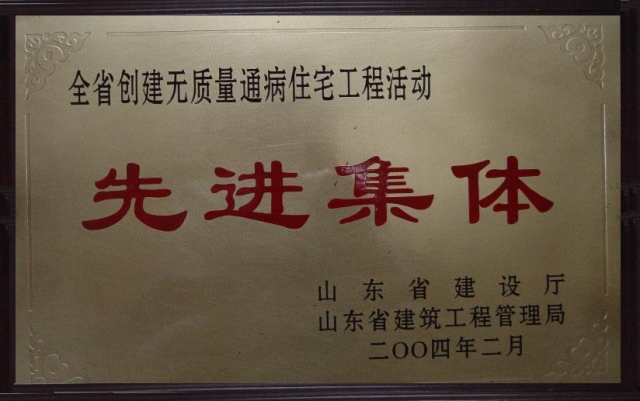 全省创建无质量通病住宅工程活动
先进集体
山东省建设厅
山东省建筑工程管理局
二〇〇四年二月